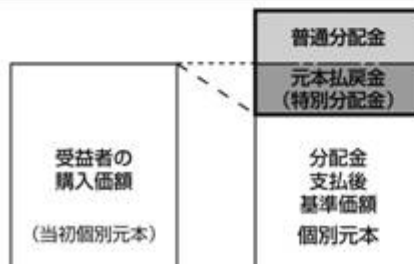 普通分配金
元本払戻金
(特別分配金)
受益者の
購入価額
(当初個別元本)
分配金
支払後
基準価額
個別元本